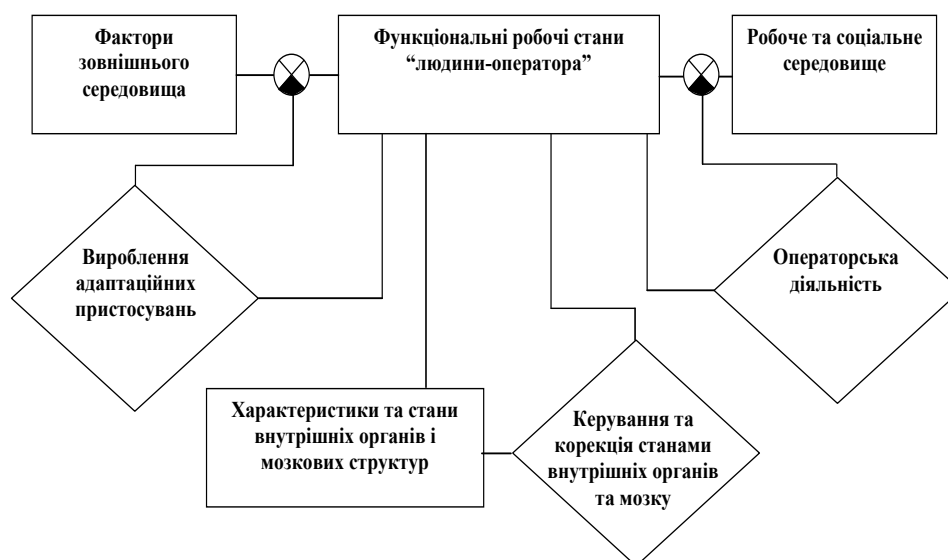 Фактори
зовнішнього
середовища
Функціональні робочі стани
“людини-оператора”
Робоче та соціальне
середовище
Вироблення
адаптаційних
пристосувань
Операторська
діяльність
Характеристики та стани
внутрішніх органів і
мозкових структур
Керування та
корекція станами
внутрішніх органів
та мозку